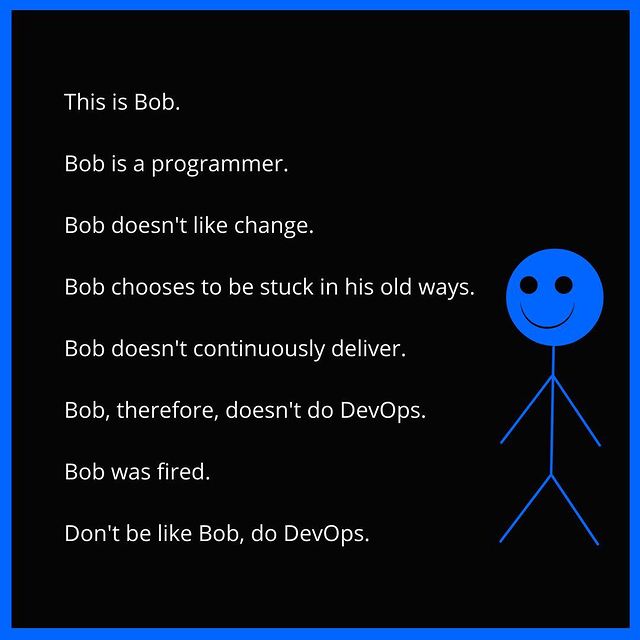 This is Bob.
Bob is a programmer.
Bob doesn't like change.
Bob chooses to be stuck in his old ways.
Bob doesn't continuously deliver.
Bob, therefore, doesn't do DevOps.
Bob was fired.
Don't be like Bob, do DevOps.